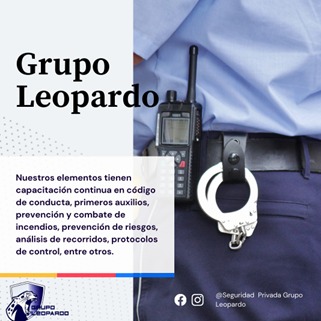 Grupo
Leopardo
Nuestros elementos tienen
capacitación continua en código
de conducta, primeros auxilios,
prevención y combate de
incendios, prevención de riesgos,
análisis de recorridos, protocolos
de control, entre otros.
GRUPO
LEOPARDO
@Seguridad Privada Grupo
Leopardo